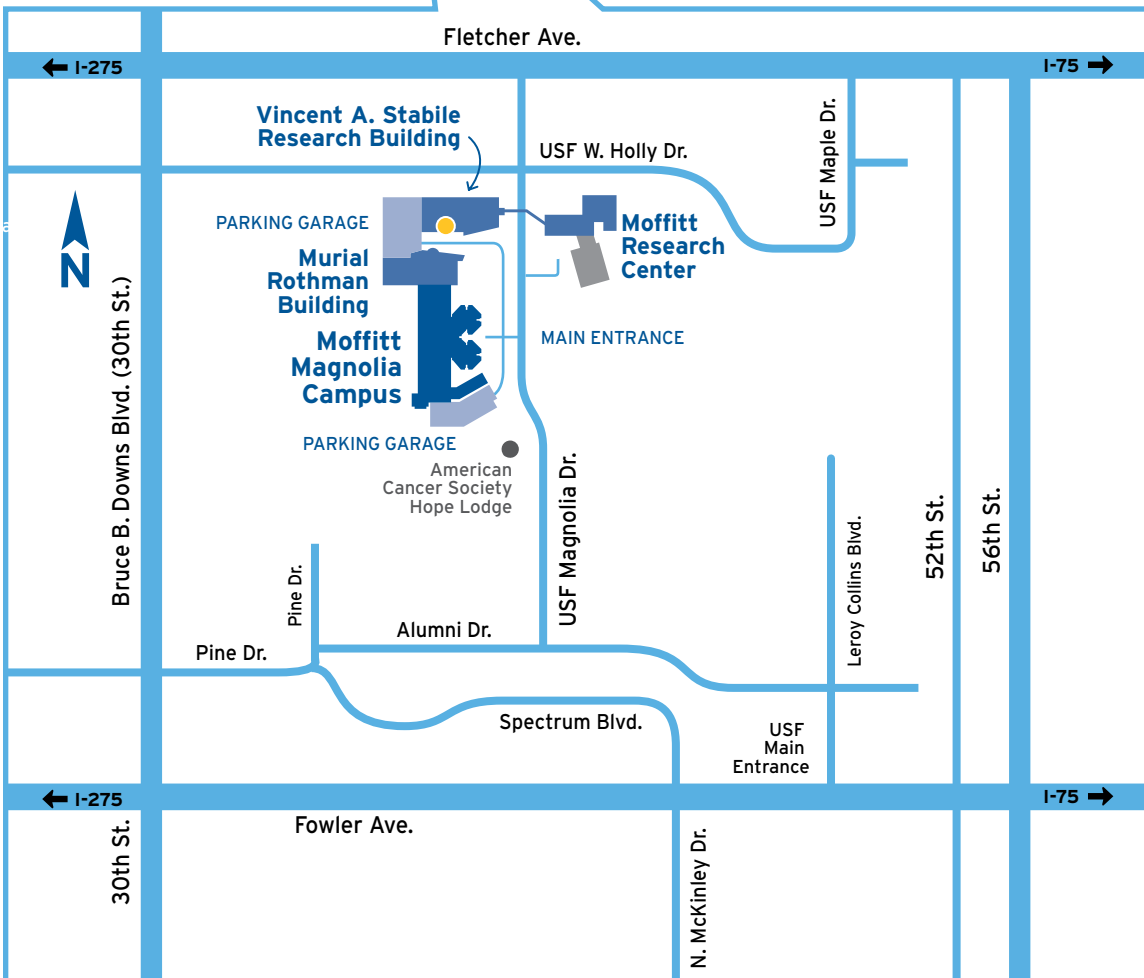 Fletcher Ave.
I-275
I-75
Vincent A. Stabile
Research Building
USF W. Holly Dr.
USF Maple Dr.
PARKING GARAGE
Moffitt
Research
Center
a
N
Murial
Rothman
Building
Moffitt
Magnolia
Campus
MAIN ENTRANCE
Bruce B. Downs Blvd. (30th St.)
PARKING GARAGE
American
Cancer Society
Hope Lodge
USF Magnolia Dr.
Leroy Collins Blvd.
52th St.
56th St.
Pine Dr.
Alumni Dr.
Pine Dr.
Spectrum Blvd.
USF
Main
Entrance
I-275
I-75
Fowler Ave.
30th St.
N. McKinley Dr.